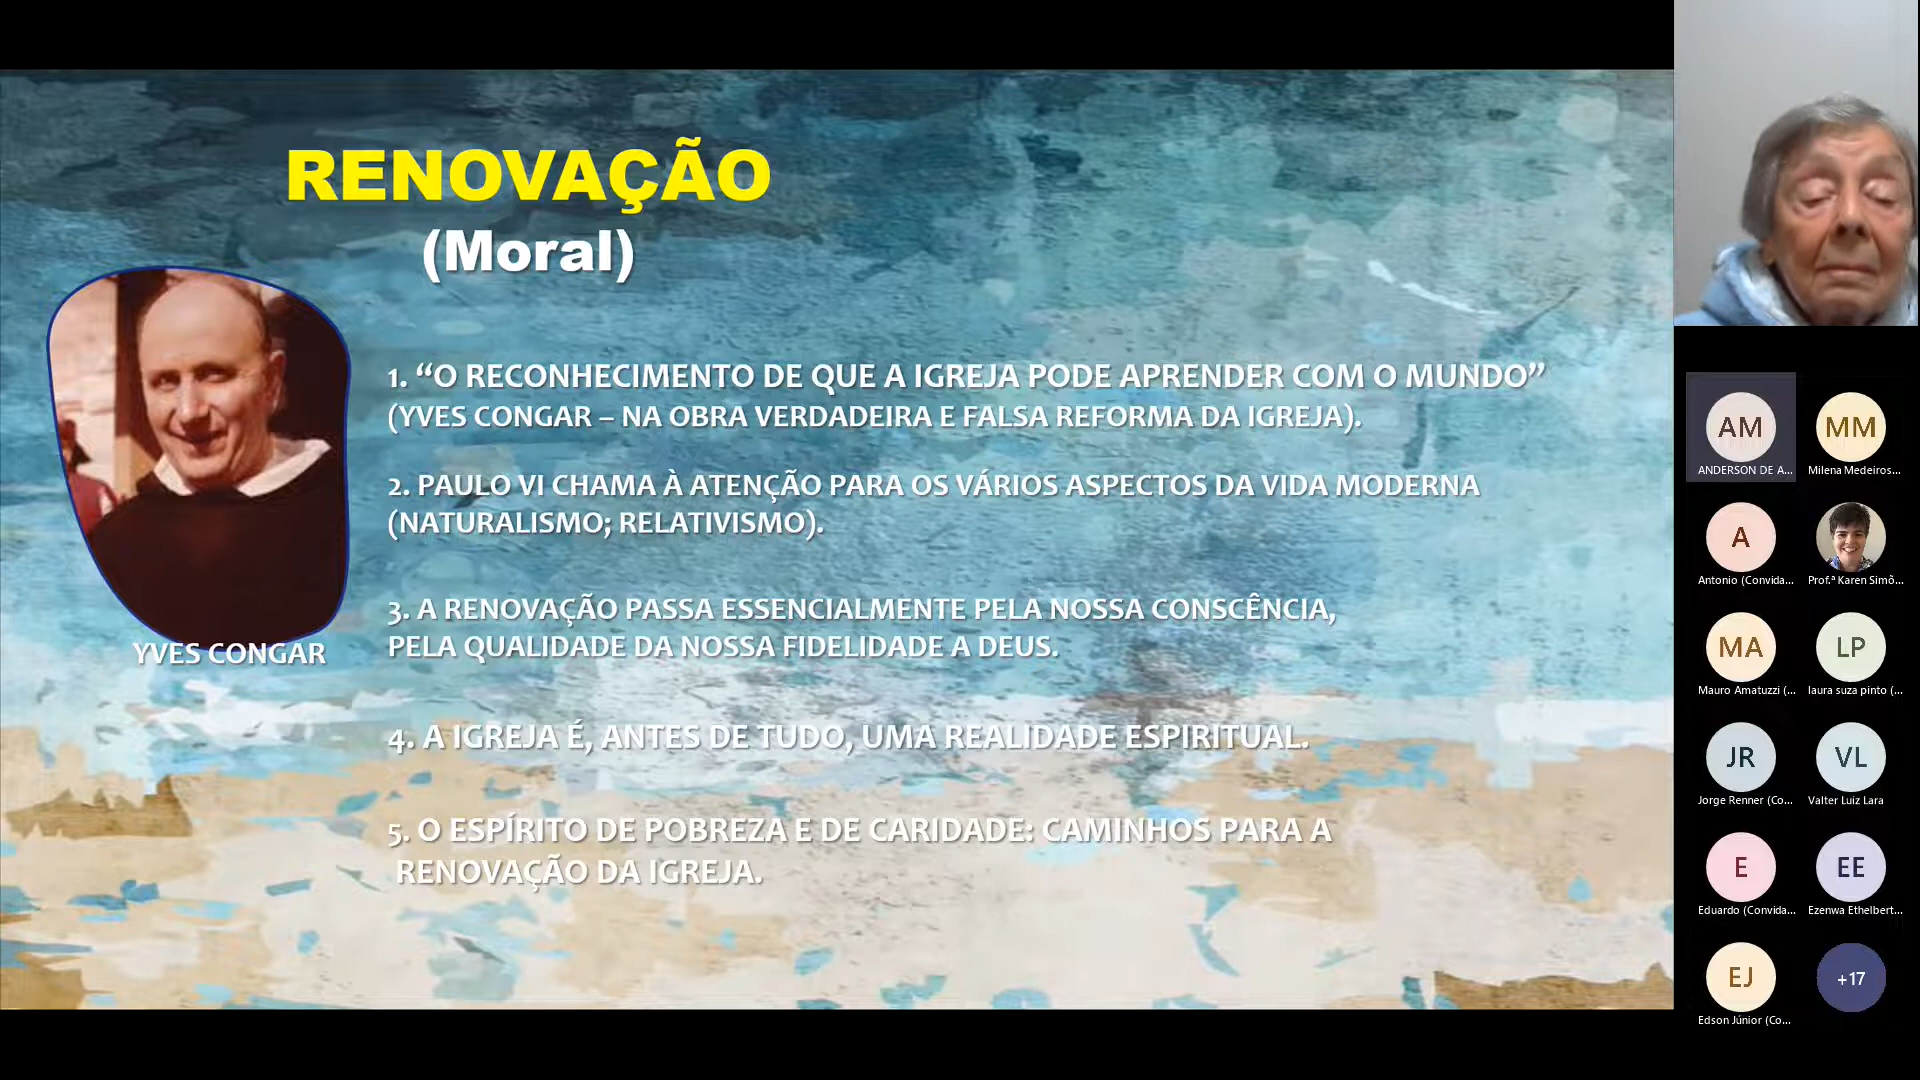 RENOVAÇÃO
(Moral)
1. “O RECONHECIMENTO DE QUE A IGREJA PODE APRENDER COM O MUNDO”
(YVES CONGAR – NA OBRA VERDADEIRA E FALSA REFORMA DA IGREJA).
2. PAULO VI CHAMA À ATENÇÃO PARA OS VÁRIOS ASPECTOS DA VIDA MODERNA
(NATURALISMO; RELATIVISMO).
3. A RENOVAÇÃO PASSA ESSENCIALMENTE PELA NOSSA CONSCÊNCIA,
PELA QUALIDADE DA NOSSA FIDELIDADE A DEUS.
YVES CONGAR
4. A IGREJA É, ANTES DE TUDO, UMA REALIDADE ESPIRITUAL.
5. O ESPÍRITO DE POBREZA E DE CARIDADE: CAMINHOS PARA A
RENOVAÇÃO DA IGREJA.
AM
ANDERSON DE A...
MM
Milena Medeiros...
A
Antonio (Convida...
Prof.ª Karen Simõ...
MA
Mauro Amatuzzi (...
LP
laura suza pinto (...
JR
Jorge Renner (Co...
VL
Valter Luiz Lara
E
Eduardo (Convida...
EE
Ezenwa Ethelbert...
EJ
Edson Júnior (Co...
+17